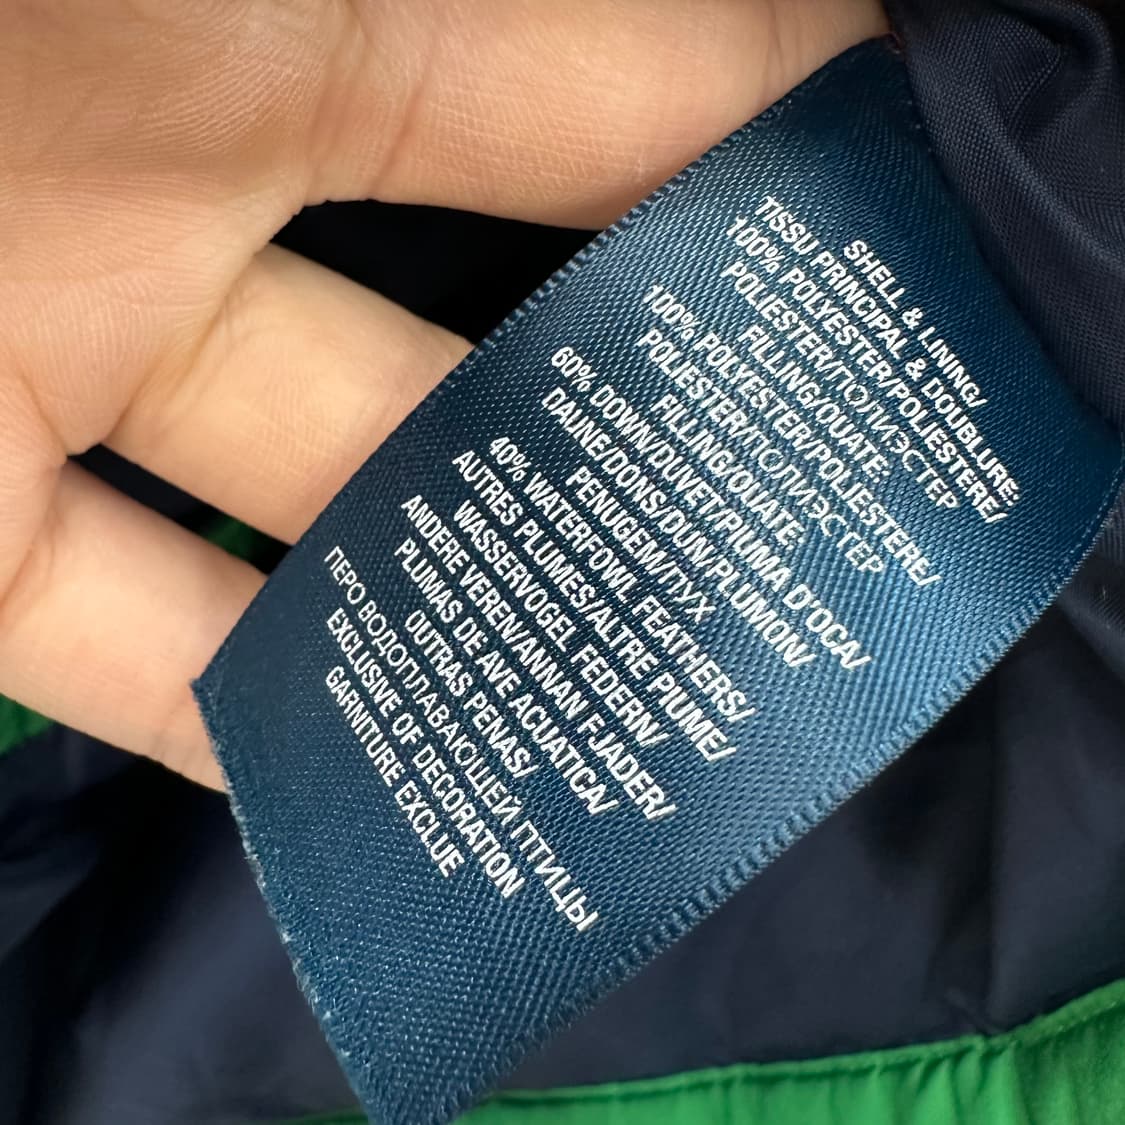 SHELL & LINING/
TISSU PRINCIPAL & DOUBLURE:
100% POLYESTER/POLIESTERE/
POLIESTER/ПОЛИЭСТЕР
FILLING/OUATE:
100% POLYESTER/POLIESTERE/
POLIESTER/ПОЛИЭСТЕР
FILLING/OUATE
60% DOWN/DUVET/PIUMA D'OCA/
DAUNE/DONS/DUN/PLUMON/
PENUGEM/ПУХ
40% WATERFOWL FEATHERS/
AUTRES PLUMES/ALTRE PIUME/
WASSERVOGEL FEDERN/
ANDERE VEREN/ANNAN FJADER/
PLUMAS DE AVE ACUATICA/
OUTRAS PENAS/
ПЕРО ВОДОПЛАВАЮЩЕЙ ПТИЦЫ
EXCLUSIVE OF DECORATION
GARNITURE EXCLUE